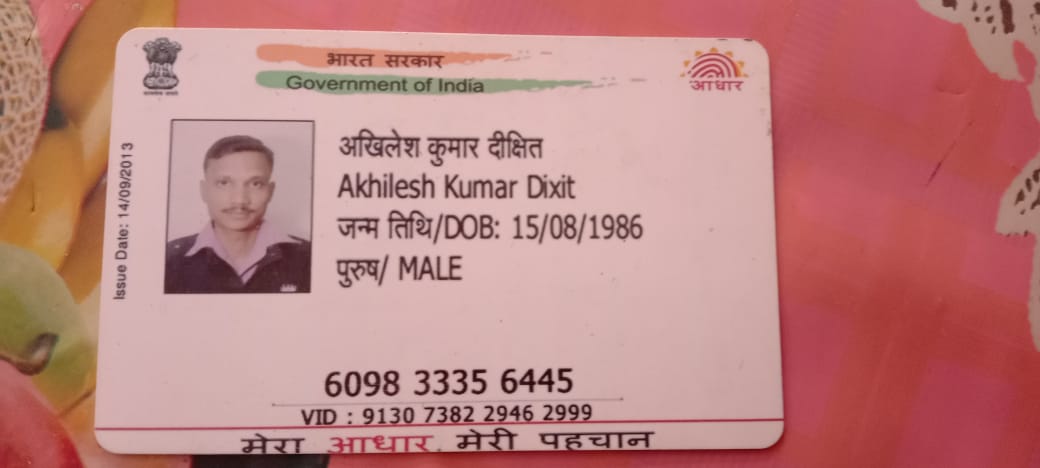 भारत सरकार
Government of India
आधार
Issue Date: 14/09/2013
अखिलेश कुमार दीक्षित
Akhilesh Kumar Dixit
जन्म तिथि/DOB: 15/08/1986
पुरुष/ MALE
6098 3335 6445
VID : 9130 7382 2946 2999
मेरा आधार, मेरी पहचान